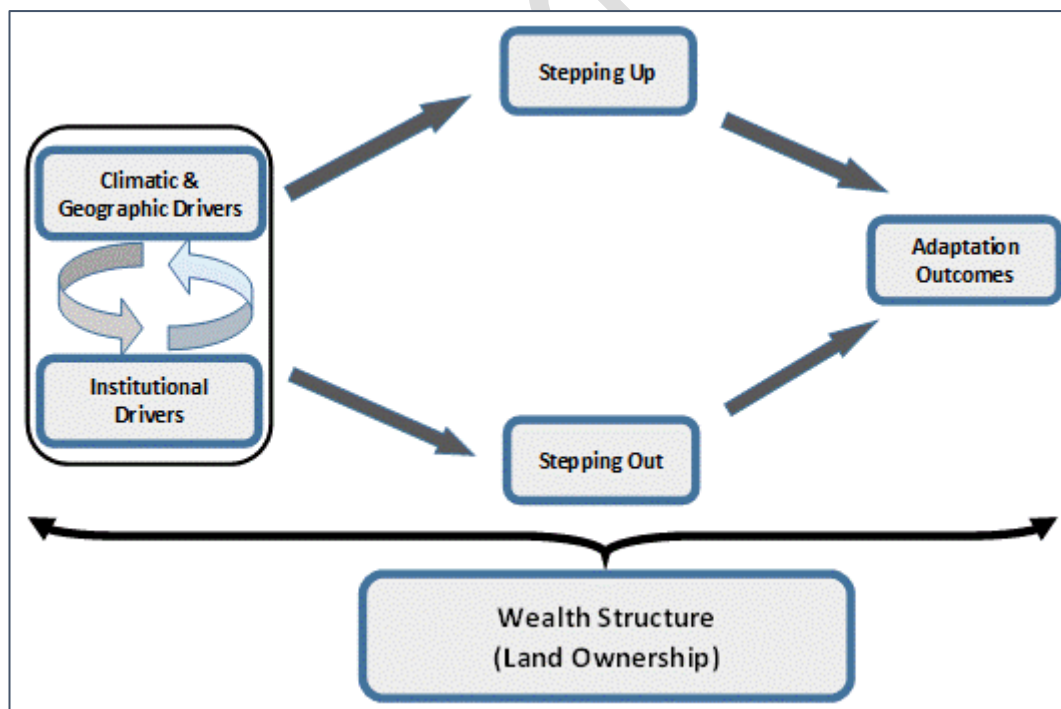 Stepping Up
Climatic &
Geographic Drivers
Adaptation
Outcomes
Institutional
Drivers
Stepping Out
Wealth Structure
(Land Ownership)